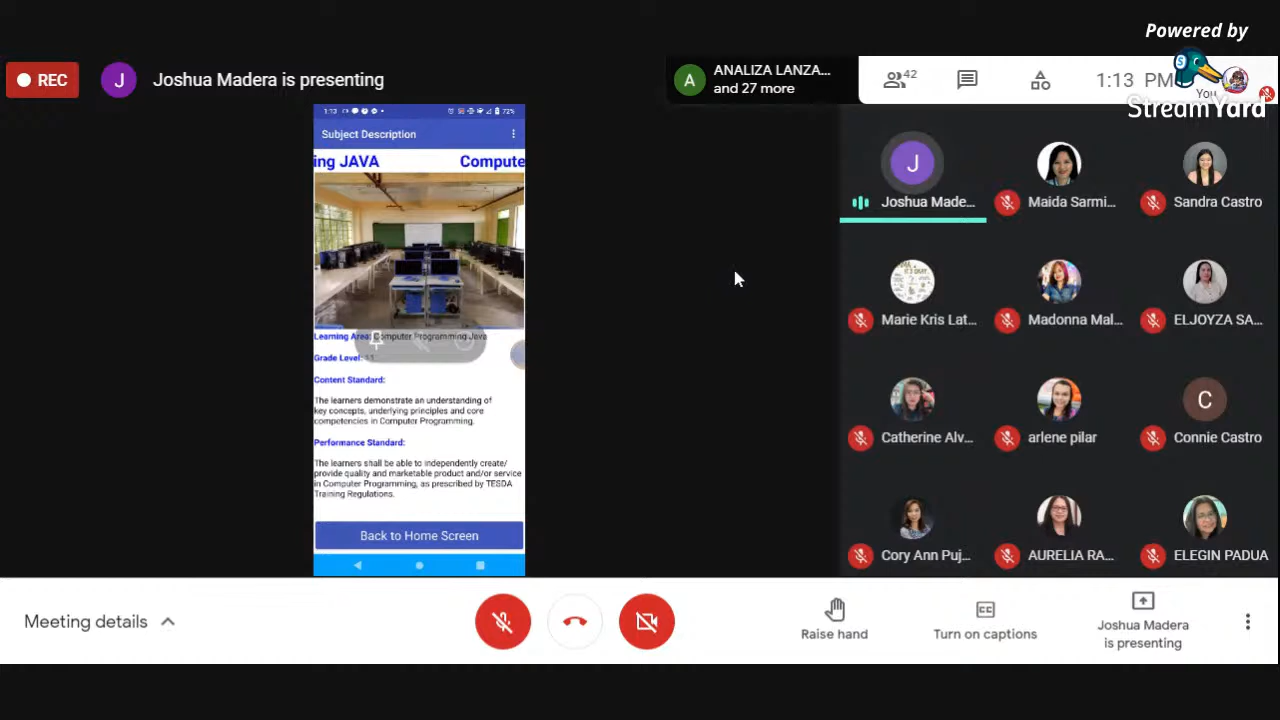 Powered by
StreamYard
REC
J
Joshua Madera is presenting
A
ANALIZA LANZA...
and 27 more
42
1:13 PM
You
1:13
72%
Subject Description
ing JAVA Compute
Learning Area: Computer Programming Java
Grade Level: 11
Content Standard:
The learners demonstrate an understanding of
key concepts, underlying principles and core
competencies in Computer Programming.
Performance Standard:
The learners shall be able to independently create/
provide quality and marketable product and/or service
in Computer Programming, as prescribed by TESDA
Training Regulations.
Back to Home Screen
J
Joshua Made...
Maida Sarmi...
Sandra Castro
Marie Kris Lat...
Madonna Mal...
ELJOYZA SA...
Catherine Alv...
arlene pilar
C
Connie Castro
Cory Ann Puj...
AURELIA RA...
ELEGIN PADUA
Meeting details
Raise hand
CC
Turn on captions
Joshua Madera
is presenting